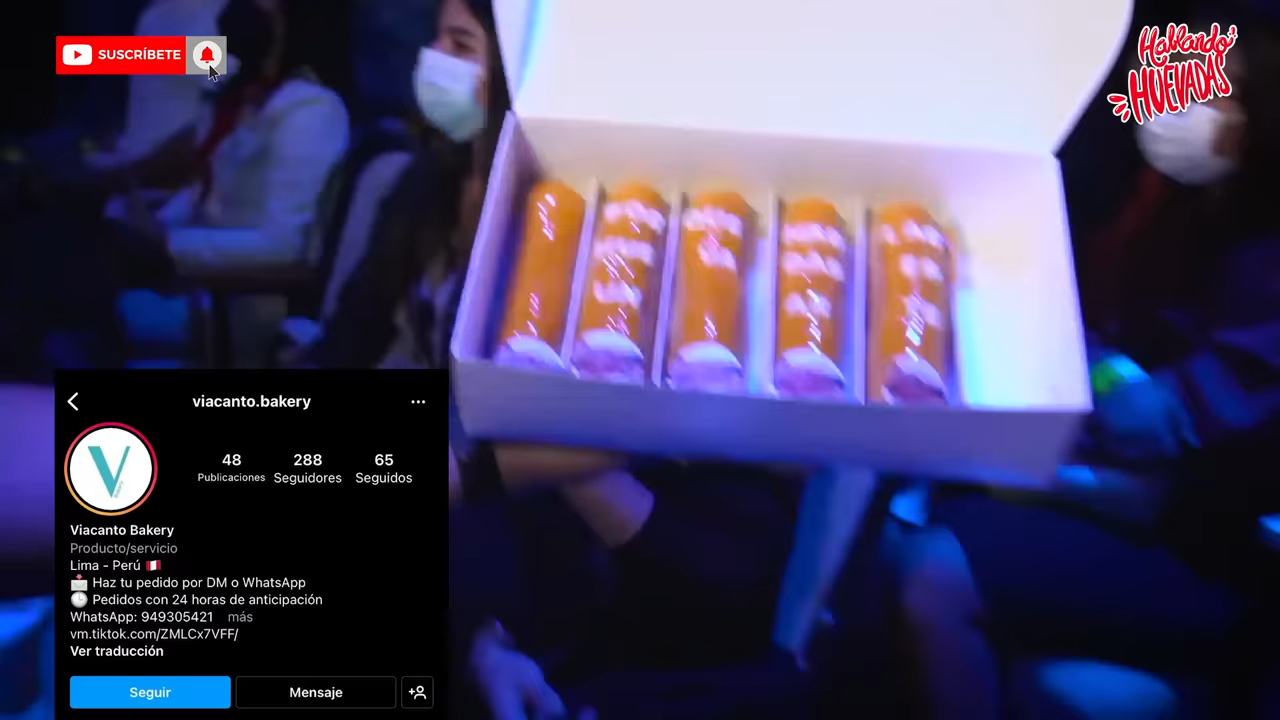 SUSCRÍBETE
Hablando
HUEVADAS
viacanto.bakery
48
288
65
Publicaciones
Seguidores
Seguidos
V
Bakery
Viacanto Bakery
Producto/servicio
Lima - Perú 🇵🇪
📩 Haz tu pedido por DM o WhatsApp
🕒 Pedidos con 24 horas de anticipación
WhatsApp: 949305421 más
vm.tiktok.com/ZMLCx7VFF/
Ver traducción
Seguir
Mensaje